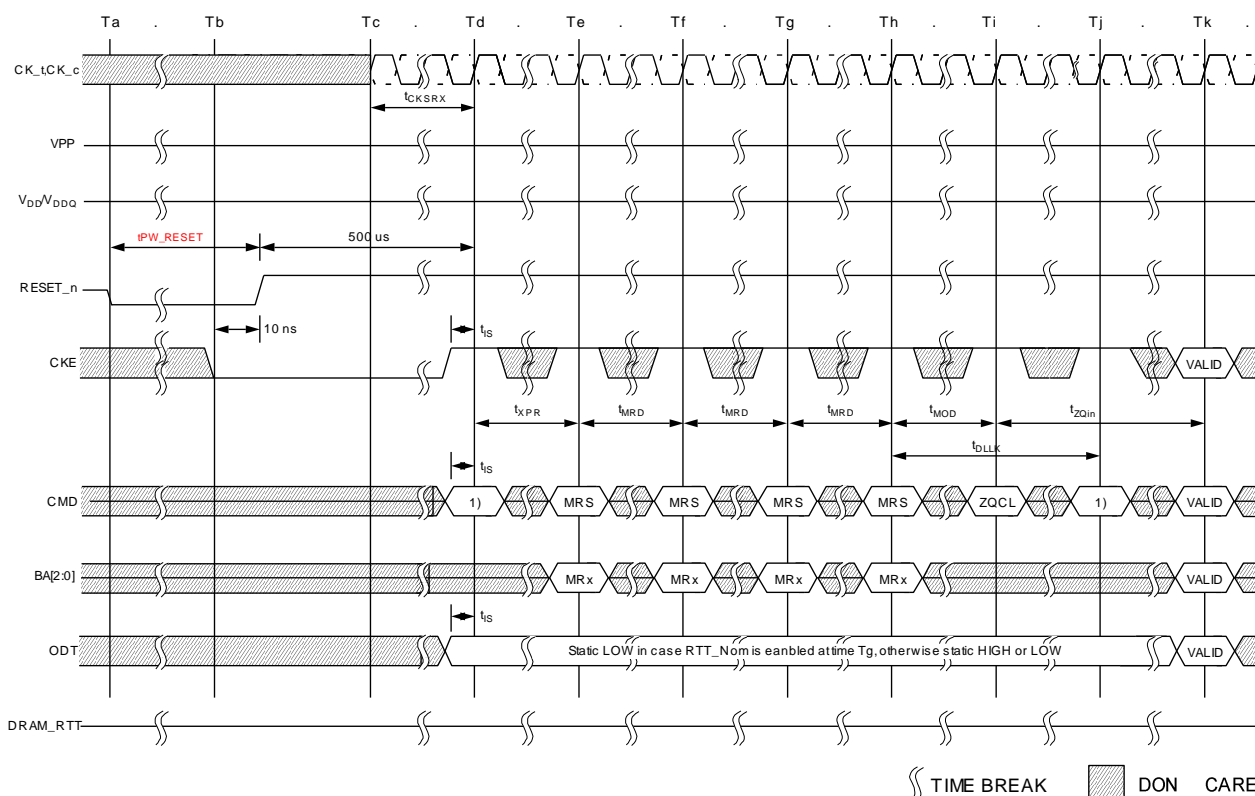 Ta . Tb . Tc . Td . Te . Tf . Tg . Th . Ti . Tj . Tk .
CK_t,CK_c
tCKSRX
VPP
VDD/VDDQ
tPW_RESET
500 us
RESET_n
10 ns
tIS
CKE
VALID
tXPR
tMRD
tMRD
tMRD
tMOD
tZQin
tDLLK
tIS
CMD
1)
MRS
MRS
MRS
MRS
ZQCL
1)
VALID
BA[2:0]
MRx
MRx
MRx
MRx
VALID
tIS
ODT
Static LOW in case RTT_Nom is eanbled at time Tg, otherwise static HIGH or LOW
VALID
DRAM_RTT
TIME BREAK
DON CARE